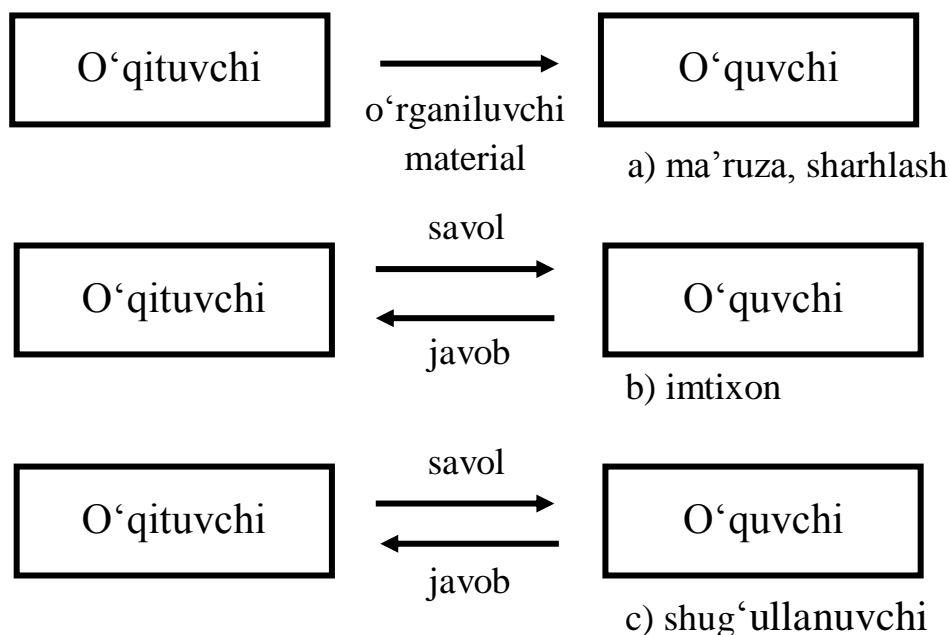 O‘qituvchi
o‘rganiluvchi
material
O‘quvchi
a) ma’ruza, sharhlash
O‘qituvchi
savol
javob
O‘quvchi
b) imtixon
O‘qituvchi
savol
javob
O‘quvchi
c) shug‘ullanuvchi